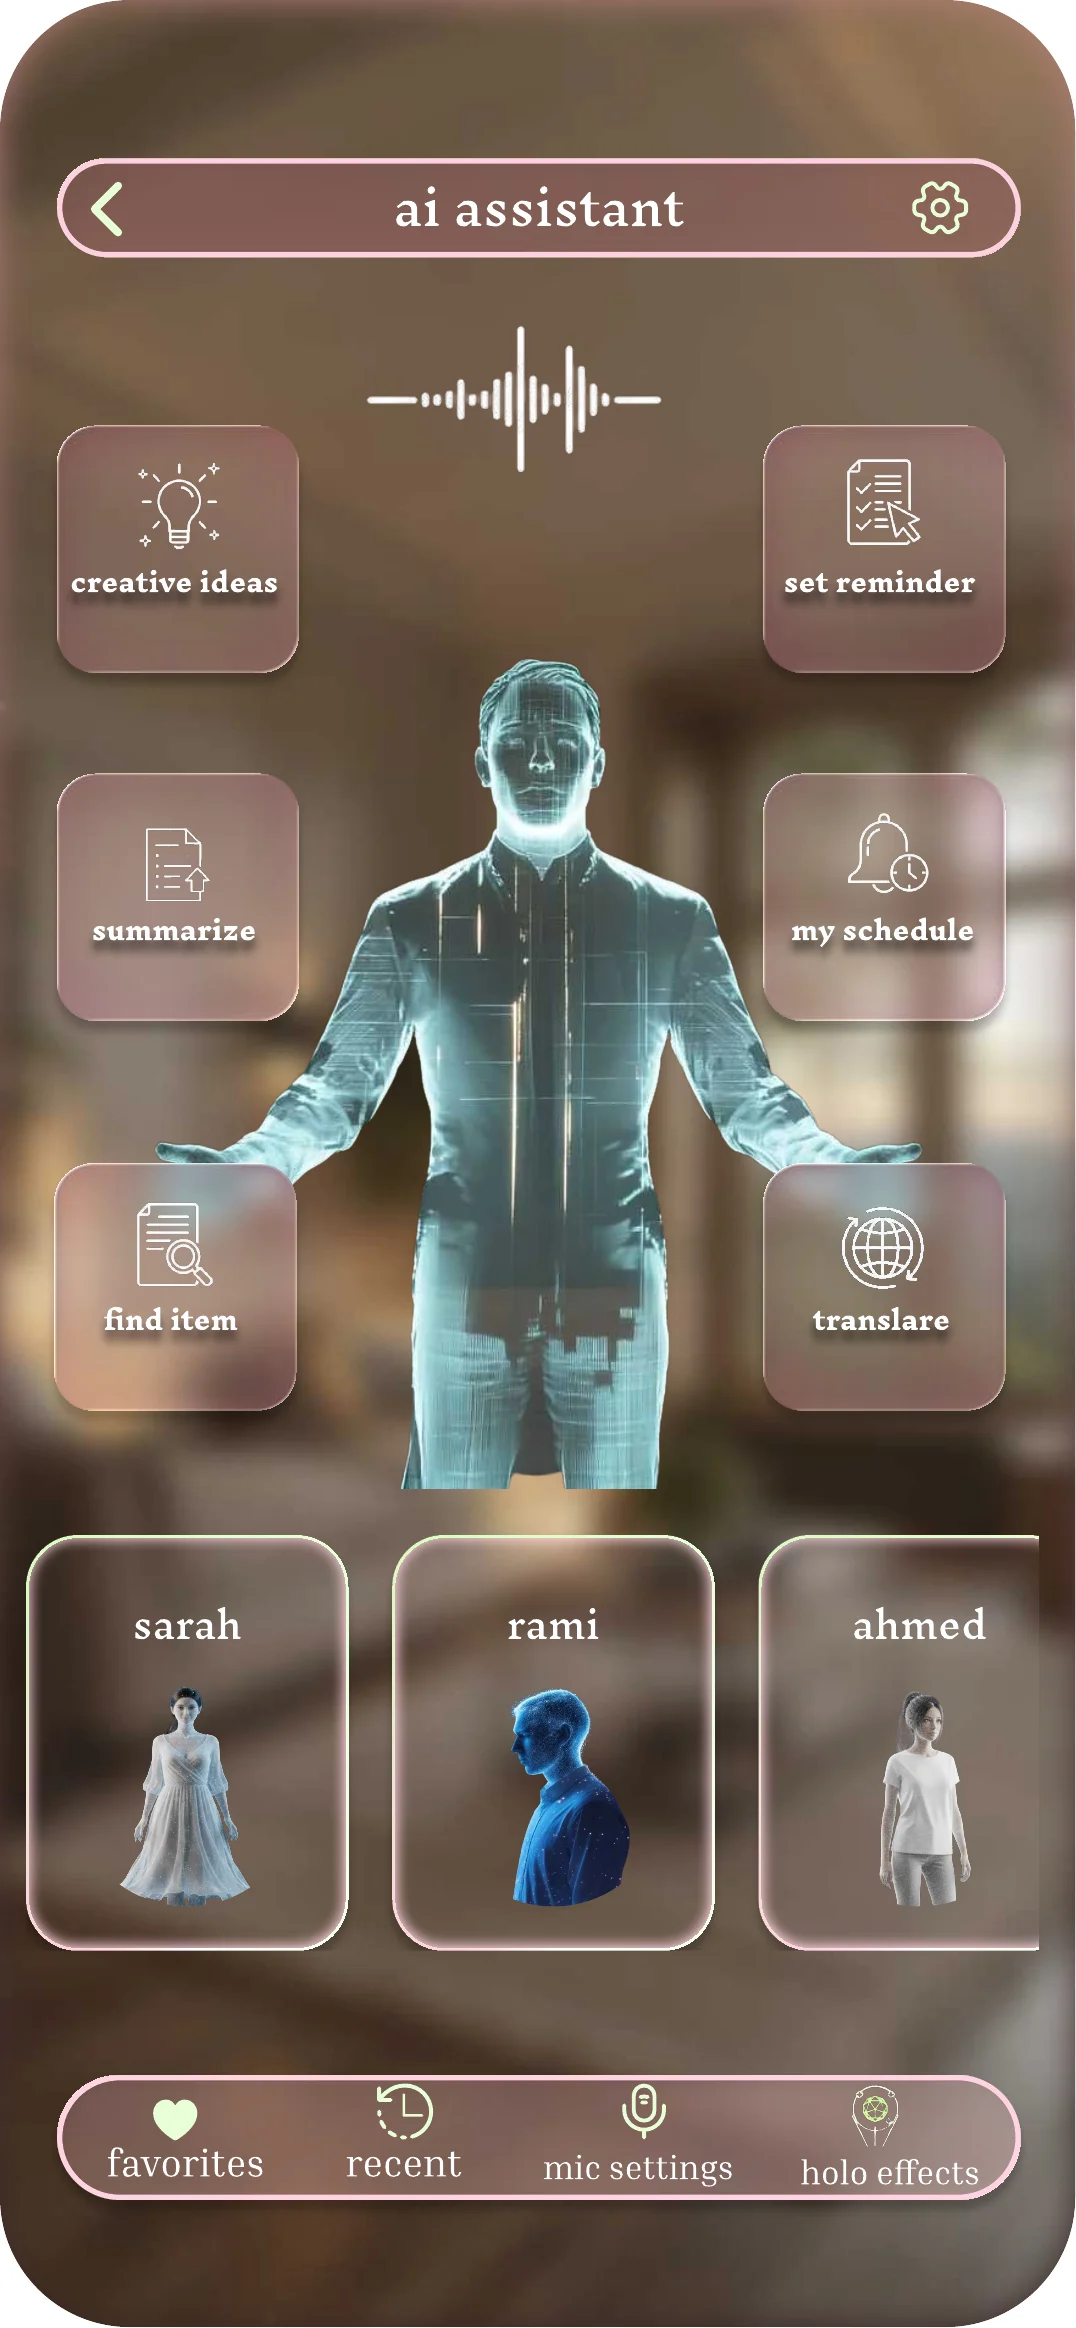 ai assistant
creative ideas
set reminder
summarize
my schedule
find item
translare
sarah
rami
ahmed
favorites
recent
mic settings
holo effects